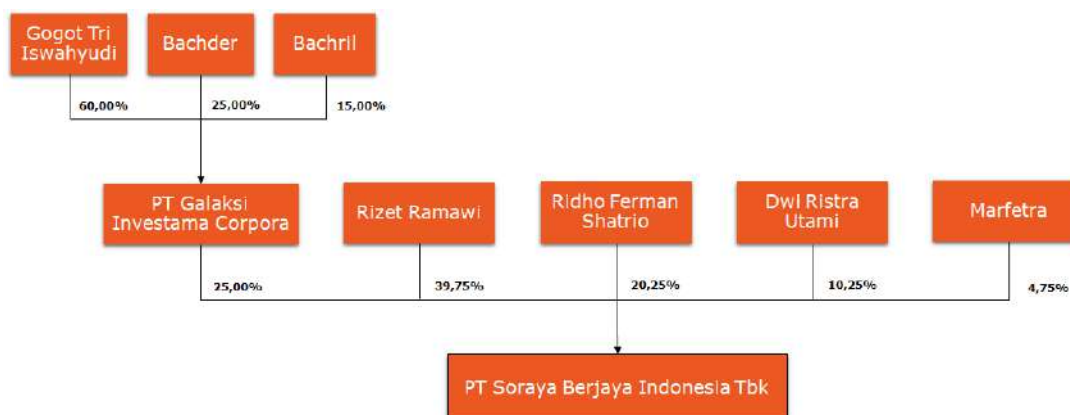 Gogot Tri
Iswahyudi
Bachder
Bachril
60,00%
25,00%
15,00%
PT Galaksi
Investama Corpora
Rizet Ramawi
Ridho Ferman
Shatrio
Dwi Ristra
Utami
Marfetra
25,00%
39,75%
20,25%
10,25%
4,75%
PT Soraya Berjaya Indonesia Tbk